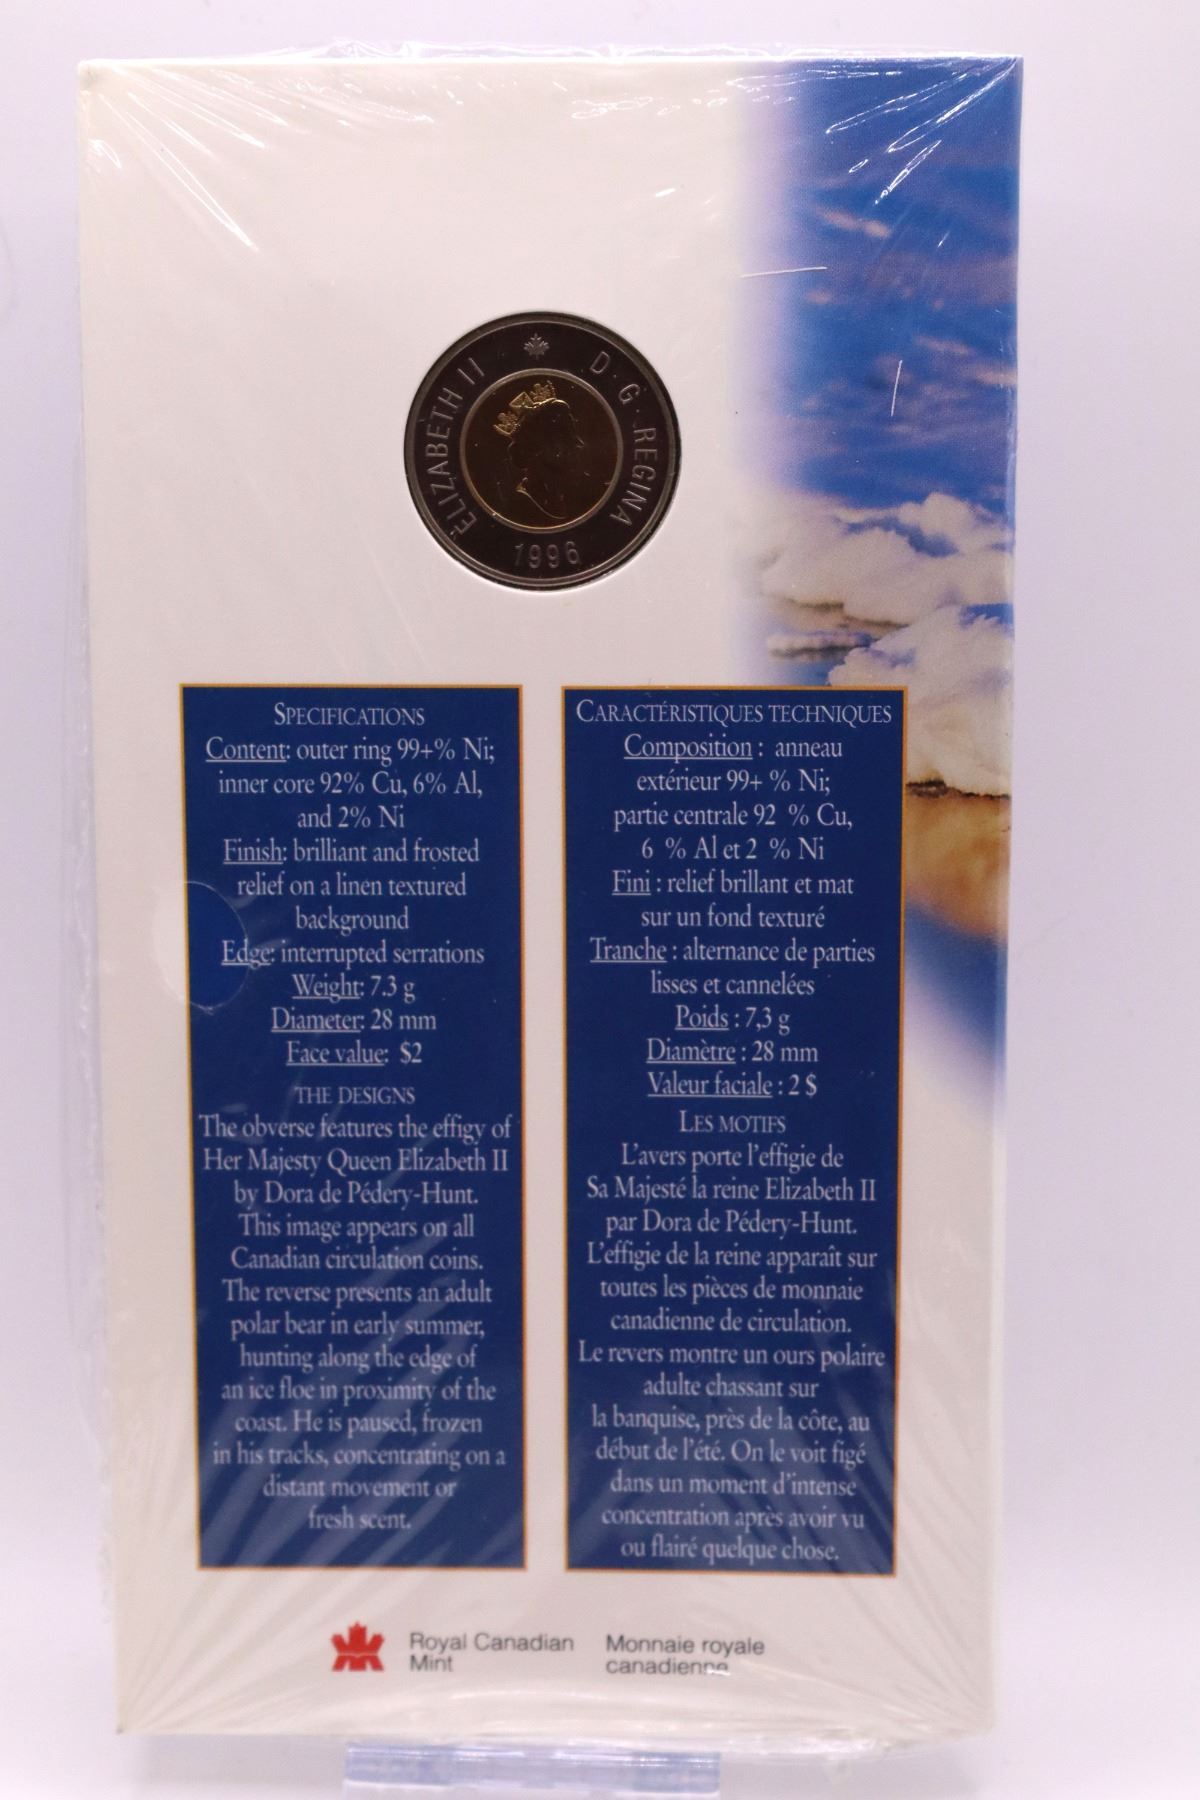 ELIZABETH II D·G·REGINA
1996
SPECIFICATIONS
Content: outer ring 99+% Ni;
inner core 92% Cu, 6% Al,
and 2% Ni
Finish: brilliant and frosted
relief on a linen textured
background
Edge: interrupted serrations
Weight: 7.3 g
Diameter: 28 mm
Face value: $2
THE DESIGNS
The obverse features the effigy of
Her Majesty Queen Elizabeth II
by Dora de Pédery-Hunt.
This image appears on all
Canadian circulation coins.
The reverse presents an adult
polar bear in early summer,
hunting along the edge of
an ice floe in proximity of the
coast. He is paused, frozen
in his tracks, concentrating on a
distant movement or
fresh scent.
CARACTÉRISTIQUES TECHNIQUES
Composition : anneau
extérieur 99+ % Ni;
partie centrale 92 % Cu,
6 % Al et 2 % Ni
Fini : relief brillant et mat
sur un fond texturé
Tranche : alternance de parties
lisses et cannelées
Poids : 7,3 g
Diamètre : 28 mm
Valeur faciale : 2 $
LES MOTIFS
L'avers porte l'effigie de
Sa Majesté la reine Elizabeth II
par Dora de Pédery-Hunt.
L'effigie de la reine apparaît sur
toutes les pièces de monnaie
canadienne de circulation.
Le revers montre un ours polaire
adulte chassant sur
la banquise, près de la côte, au
début de l'été. On le voit figé
dans un moment d'intense
concentration après avoir vu
ou flairé quelque chose.
Royal Canadian
Mint
Monnaie royale
canadienne